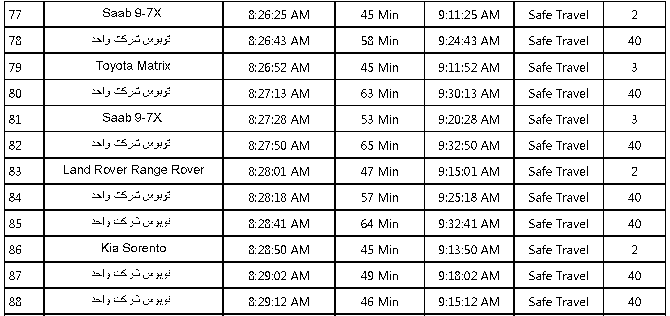 77 Saab 9-7X 8:26:25 AM 45 Min 9:11:25 AM Safe Travel 2
78 توبوس شرکت واحد 8:26:43 AM 58 Min 9:24:43 AM Safe Travel 40
79 Toyota Matrix 8:26:52 AM 45 Min 9:11:52 AM Safe Travel 3
80 توبوس شرکت واحد 8:27:13 AM 63 Min 9:30:13 AM Safe Travel 40
81 Saab 9-7X 8:27:28 AM 53 Min 9:20:28 AM Safe Travel 3
82 توبوس شرکت واحد 8:27:50 AM 65 Min 9:32:50 AM Safe Travel 40
83 Land Rover Range Rover 8:28:01 AM 47 Min 9:15:01 AM Safe Travel 2
84 توبوس شرکت واحد 8:28:18 AM 57 Min 9:25:18 AM Safe Travel 40
85 توبوس شرکت واحد 8:28:41 AM 64 Min 9:32:41 AM Safe Travel 40
86 Kia Sorento 8:28:50 AM 45 Min 9:13:50 AM Safe Travel 2
87 توبوس شرکت واحد 8:29:02 AM 49 Min 9:18:02 AM Safe Travel 40
88 توبوس شرکت واحد 8:29:12 AM 46 Min 9:15:12 AM Safe Travel 40